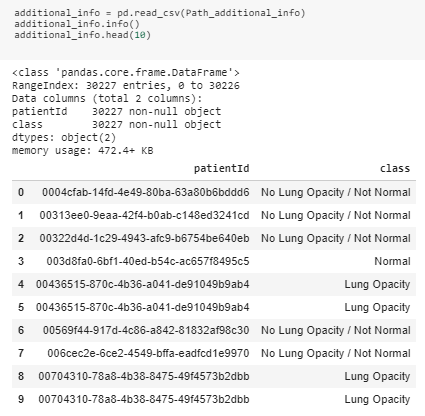 additional_info = pd.read_csv(Path_additional_info)
additional_info.info()
additional_info.head(10)
<class 'pandas.core.frame.DataFrame'>
RangeIndex: 30227 entries, 0 to 30226
Data columns (total 2 columns):
patientId    30227 non-null object
class        30227 non-null object
dtypes: object(2)
memory usage: 472.4+ KB
patientId class
0 0004cfab-14fd-4e49-80ba-63a80b6bddd6 No Lung Opacity / Not Normal
1 00313ee0-9eaa-42f4-b0ab-c148ed3241cd No Lung Opacity / Not Normal
2 00322d4d-1c29-4943-afc9-b6754be640eb No Lung Opacity / Not Normal
3 003d8fa0-6bf1-40ed-b54c-ac657f8495c5 Normal
4 00436515-870c-4b36-a041-de91049b9ab4 Lung Opacity
5 00436515-870c-4b36-a041-de91049b9ab4 Lung Opacity
6 00569f44-917d-4c86-a842-81832af98c30 No Lung Opacity / Not Normal
7 006cec2e-6ce2-4549-bffa-eadfcd1e9970 No Lung Opacity / Not Normal
8 00704310-78a8-4b38-8475-49f4573b2dbb Lung Opacity
9 00704310-78a8-4b38-8475-49f4573b2dbb Lung Opacity